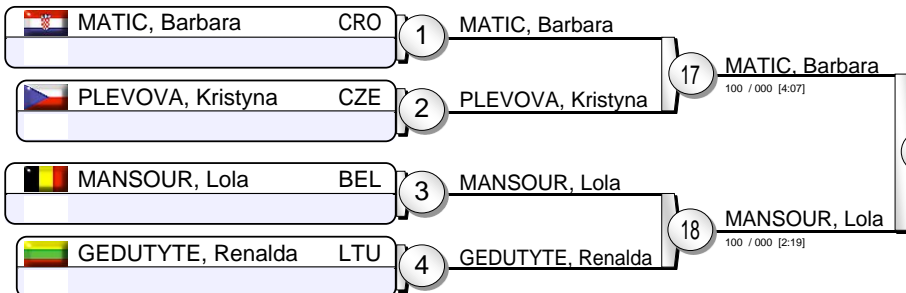 MATIC, Barbara CRO
1
MATIC, Barbara
17
MATIC, Barbara
100 / 000 [4:07]
PLEVOVA, Kristyna CZE
2
PLEVOVA, Kristyna
MANSOUR, Lola BEL
3
MANSOUR, Lola
18
MANSOUR, Lola
100 / 000 [2:19]
GEDUTYTE, Renalda LTU
4
GEDUTYTE, Renalda